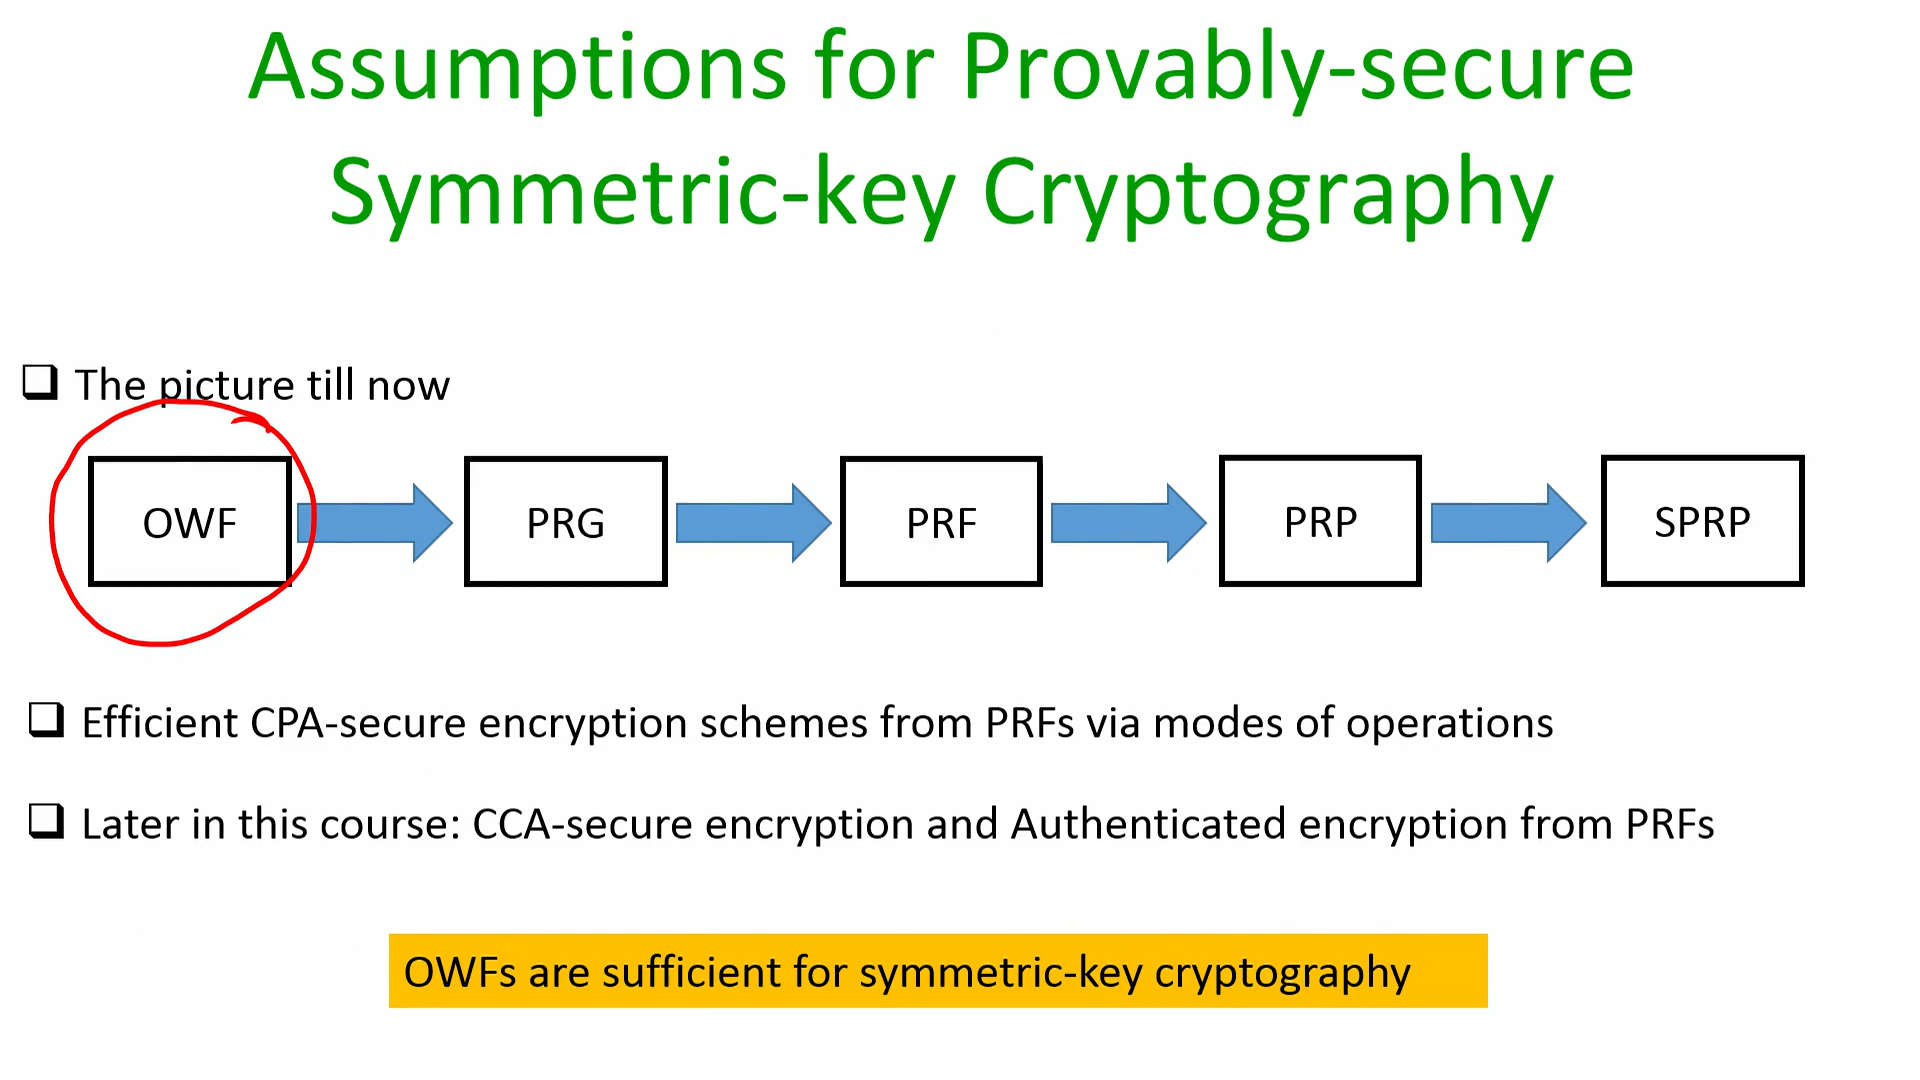 Assumptions for Provably-secure
Symmetric-key Cryptography
The picture till now
OWF PRG PRF PRP SPRP
Efficient CPA-secure encryption schemes from PRFs via modes of operations
Later in this course: CCA-secure encryption and Authenticated encryption from PRFs
OWFs are sufficient for symmetric-key cryptography